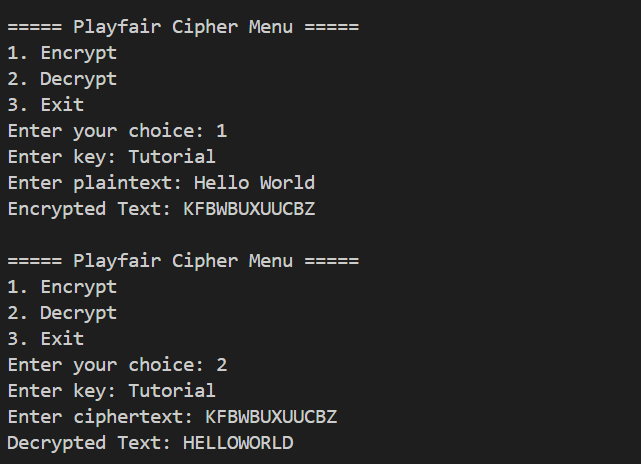 ===== Playfair Cipher Menu =====
1. Encrypt
2. Decrypt
3. Exit
Enter your choice: 1
Enter key: Tutorial
Enter plaintext: Hello World
Encrypted Text: KFBWBUXUUCBZ
===== Playfair Cipher Menu =====
1. Encrypt
2. Decrypt
3. Exit
Enter your choice: 2
Enter key: Tutorial
Enter ciphertext: KFBWBUXUUCBZ
Decrypted Text: HELLOWORLD